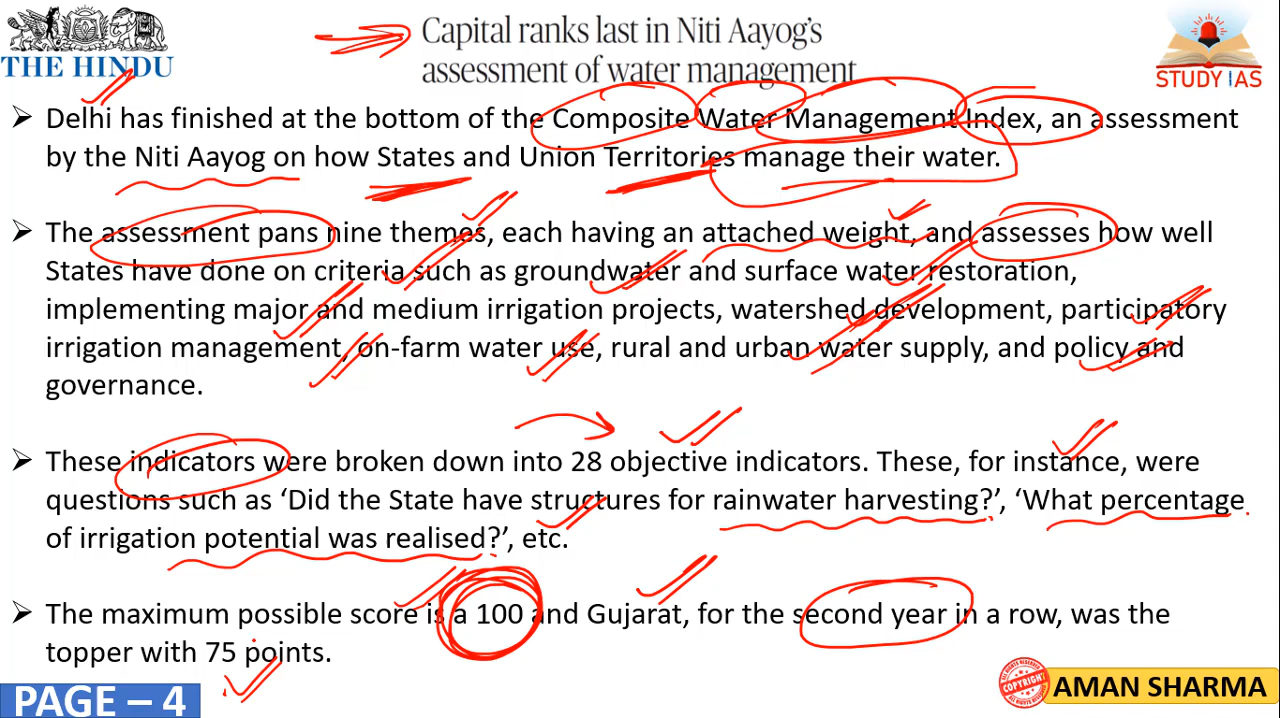 THE HINDU
Capital ranks last in Niti Aayog's
assessment of water management
STUDY IAS
➢ Delhi has finished at the bottom of the Composite Water Management Index, an assessment
by the Niti Aayog on how States and Union Territories manage their water.
➢ The assessment pans nine themes, each having an attached weight, and assesses how well
States have done on criteria such as groundwater and surface water restoration,
implementing major and medium irrigation projects, watershed development, participatory
irrigation management, on-farm water use, rural and urban water supply, and policy and
governance.
➢ These indicators were broken down into 28 objective indicators. These, for instance, were
questions such as ‘Did the State have structures for rainwater harvesting?’, ‘What percentage
of irrigation potential was realised?’, etc.
➢ The maximum possible score is a 100 and Gujarat, for the second year in a row, was the
topper with 75 points.
PAGE – 4
COPYRIGHT
AMAN SHARMA